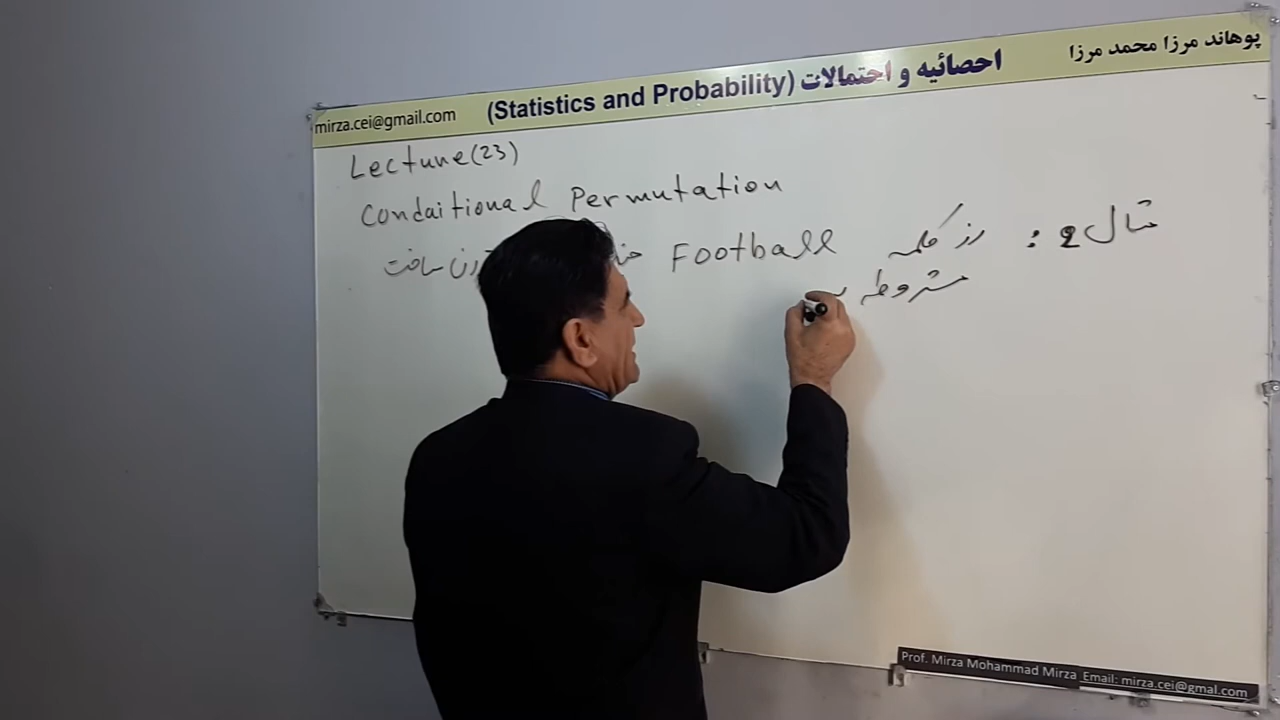 پوهاند مرزا محمد مرزا
احصائیه و احتمالات (Statistics and Probability)
mirza.cei@gmail.com
Lecture(23)
Condaitional Permutation
مثال 2: از کلمه Football ساخت
مشروط
Prof. Mirza Mohammad Mirza Email: mirza.cei@gmal.com